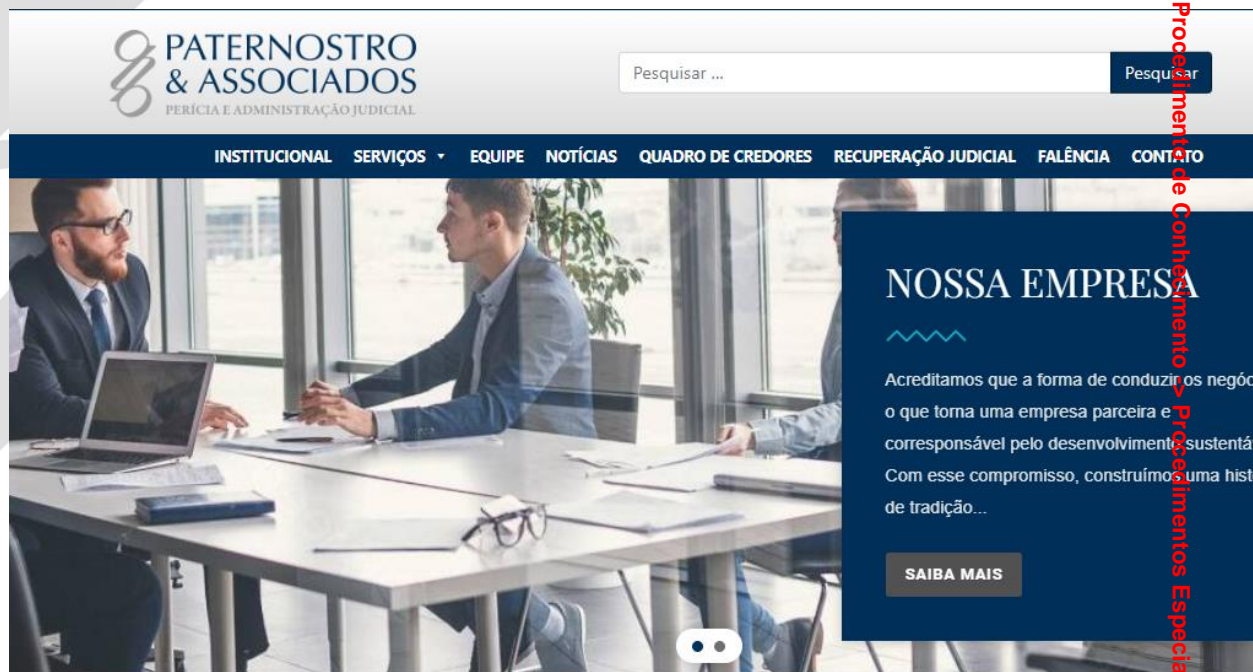 PATERNOSTRO
& ASSOCIADOS
PERÍCIA E ADMINISTRAÇÃO JUDICIAL
Pesquisar ...
Pesquisar
INSTITUCIONAL SERVIÇOS EQUIPE NOTÍCIAS QUADRO DE CREDORES RECUPERAÇÃO JUDICIAL FALÊNCIA CONTATO
NOSSA EMPRESA
Acreditamos que a forma de conduzir os negóc
o que torna uma empresa parceira e
corresponsável pelo desenvolvimento sustentá
Com esse compromisso, construímos uma hist
de tradição...
SAIBA MAIS
Procedimento de Conhecimento -> Procedimentos Especia